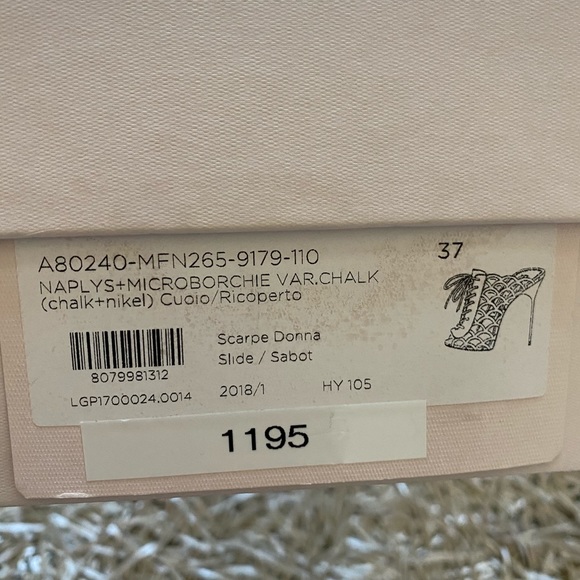 A80240-MFN265-9179-110 37
NAPLYS+MICROBORCHIE VAR.CHALK
(chalk+nikel) Cuoio/Ricoperto
Scarpe Donna
Slide / Sabot
8079981312
LGP1700024.0014 2018/1 HY 105
1195